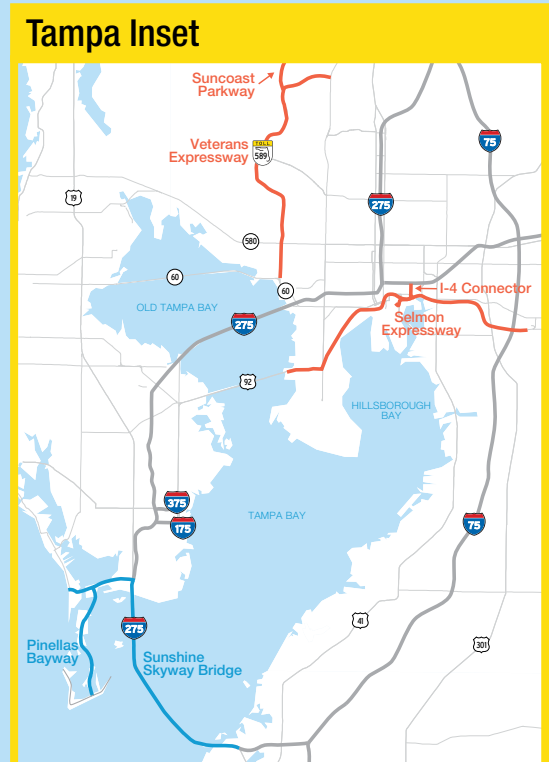 Tampa Inset
Suncoast
Parkway
75
Veterans
Expressway
TOLL
589
19
275
580
60
60
I-4 Connector
OLD TAMPA BAY
Selmon
Expressway
275
92
HILLSBOROUGH
BAY
375
TAMPA BAY
175
75
41
275
301
Pinellas
Bayway
Sunshine
Skyway Bridge